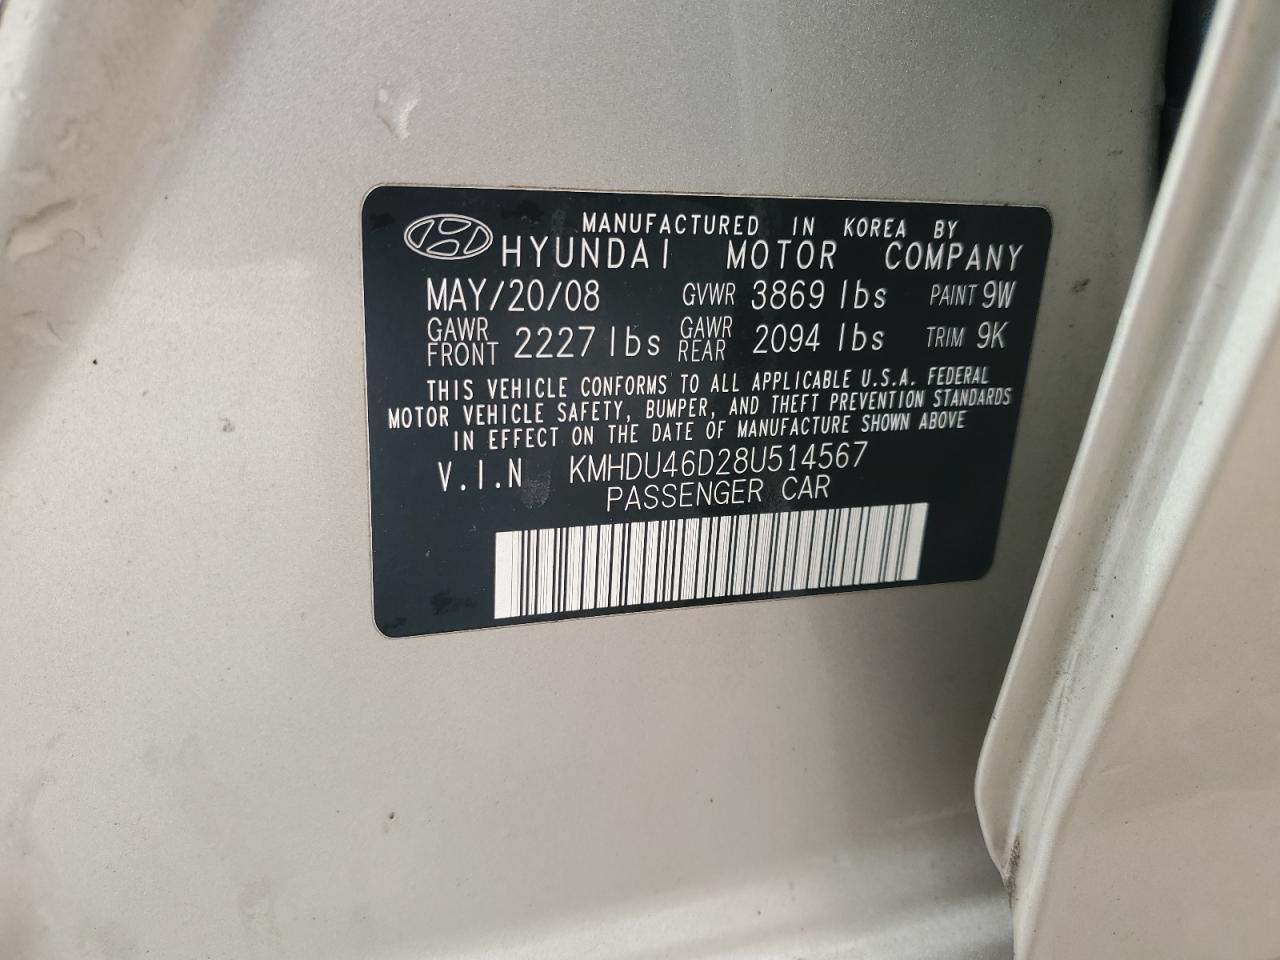 MANUFACTURED IN KOREA BY
HYUNDAI MOTOR COMPANY
MAY/20/08 GVWR 3869 lbs PAINT 9W
GAWR FRONT 2227 lbs GAWR REAR 2094 lbs TRIM 9K
THIS VEHICLE CONFORMS TO ALL APPLICABLE U.S.A. FEDERAL
MOTOR VEHICLE SAFETY, BUMPER, AND THEFT PREVENTION STANDARDS
IN EFFECT ON THE DATE OF MANUFACTURE SHOWN ABOVE
V.I.N KMHDU46D28U514567
PASSENGER CAR